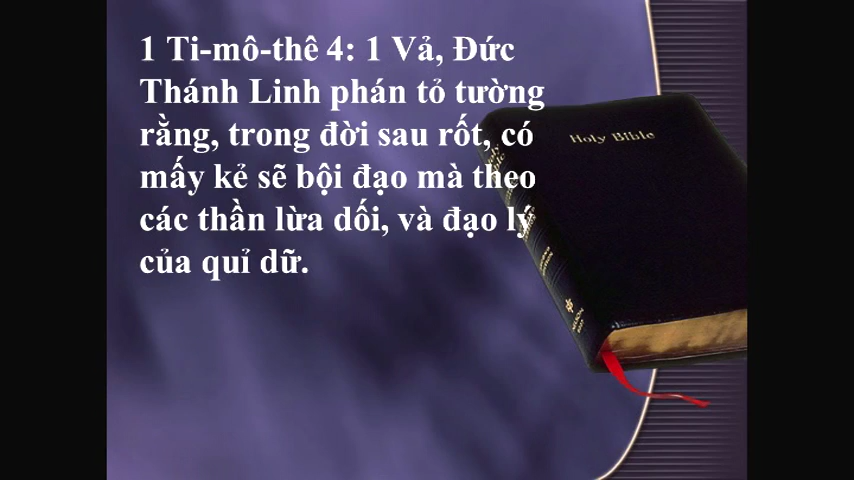 1 Ti-mô-thê 4: 1 Vả, Đức
Thánh Linh phán tỏ tường
rằng, trong đời sau rốt, có
mấy kẻ sẽ bội đạo mà theo
các thần lừa dối, và đạo lý
của quỉ dữ.
Holy Bible
Holy
Bible